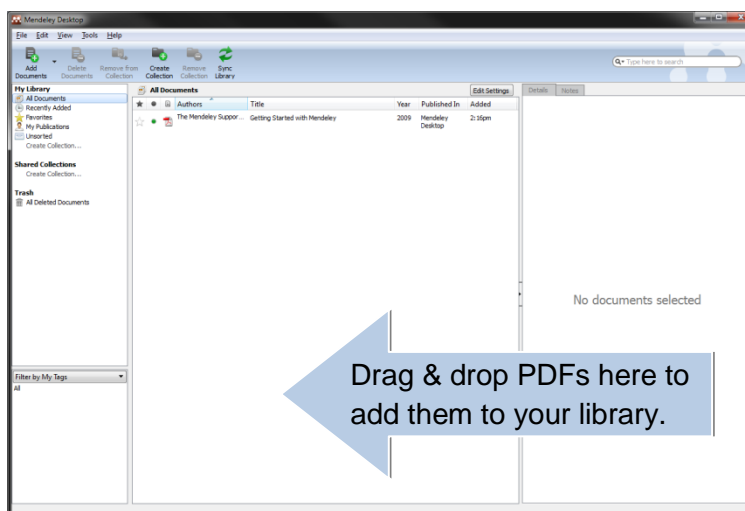 Mendeley Desktop
File Edit View Tools Help
Add Documents
Delete Documents
Remove from Collection
Create Collection
Remove Collection
Sync Library
Type here to search
My Library
All Documents
Recently Added
Favorites
My Publications
Unsorted
Create Collection...
Shared Collections
Create Collection...
Trash
All Deleted Documents
Filter by My Tags
All
All Documents
Edit Settings
Authors Title Year Published In Added
The Mendeley Suppor... Getting Started with Mendeley 2009 Mendeley Desktop 2:16pm
Details Notes
No documents selected
Drag & drop PDFs here to
add them to your library.